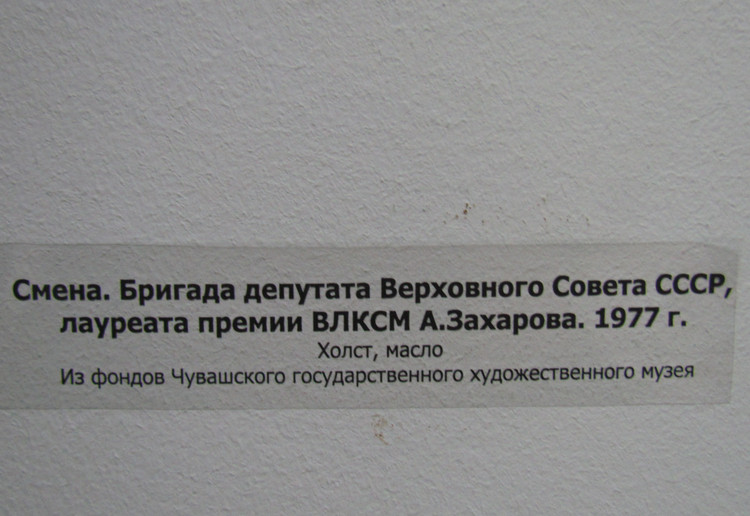 Смена. Бригада депутата Верховного Совета СССР,
лауреата премии ВЛКСМ А.Захарова. 1977 г.
Холст, масло
Из фондов Чувашского государственного художественного музея